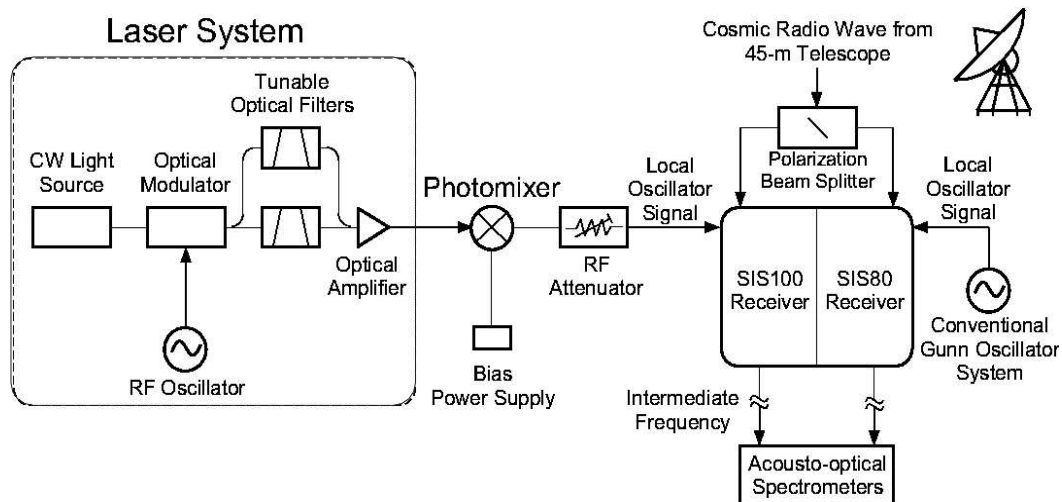 Laser System
Tunable
Optical Filters
CW Light
Source
Optical
Modulator
Optical
Amplifier
RF Oscillator
Photomixer
Bias
Power Supply
RF
Attenuator
Local
Oscillator
Signal
Cosmic Radio Wave from
45-m Telescope
Polarization
Beam Splitter
Local
Oscillator
Signal
SIS100
Receiver
SIS80
Receiver
Conventional
Gunn Oscillator
System
Intermediate
Frequency
Acousto-optical
Spectrometers